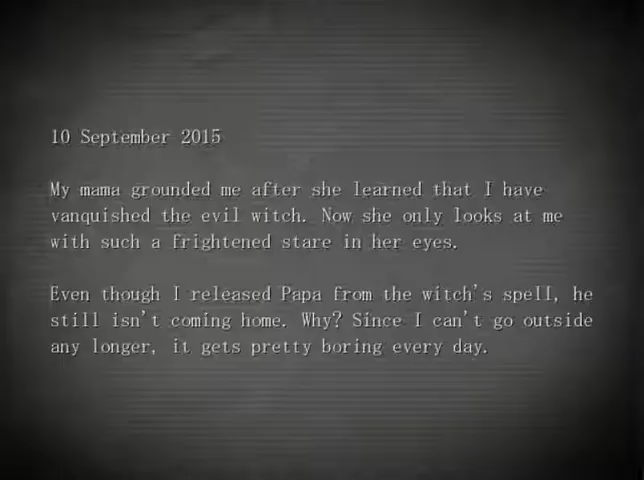 10 September 2015
My mama grounded me after she learned that I have
vanquished the evil witch. Now she only looks at me
with such a frightened stare in her eyes.
Even though I released Papa from the witch's spell, he
still isn't coming home. Why? Since I can't go outside
any longer, it gets pretty boring every day.